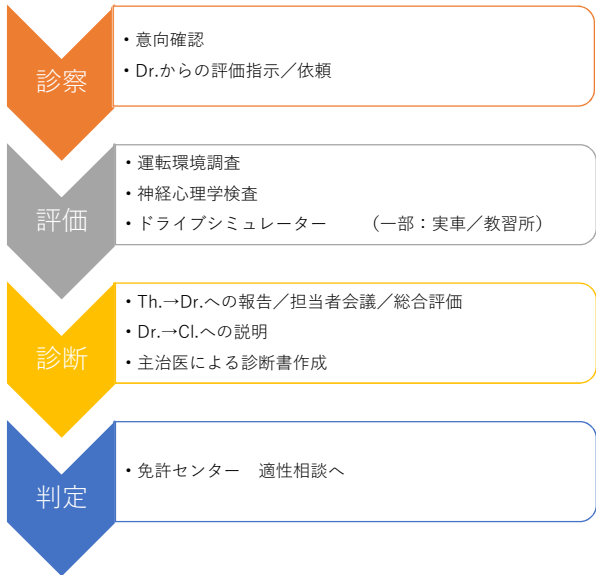 診察
・意向確認
・Dr.からの評価指示／依頼
評価
・運転環境調査
・神経心理学検査
・ドライブシミュレーター　　（一部：実車／教習所）
診断
・Th.→Dr.への報告／担当者会議／総合評価
・Dr.→Cl.への説明
・主治医による診断書作成
判定
・免許センター　適性相談へ